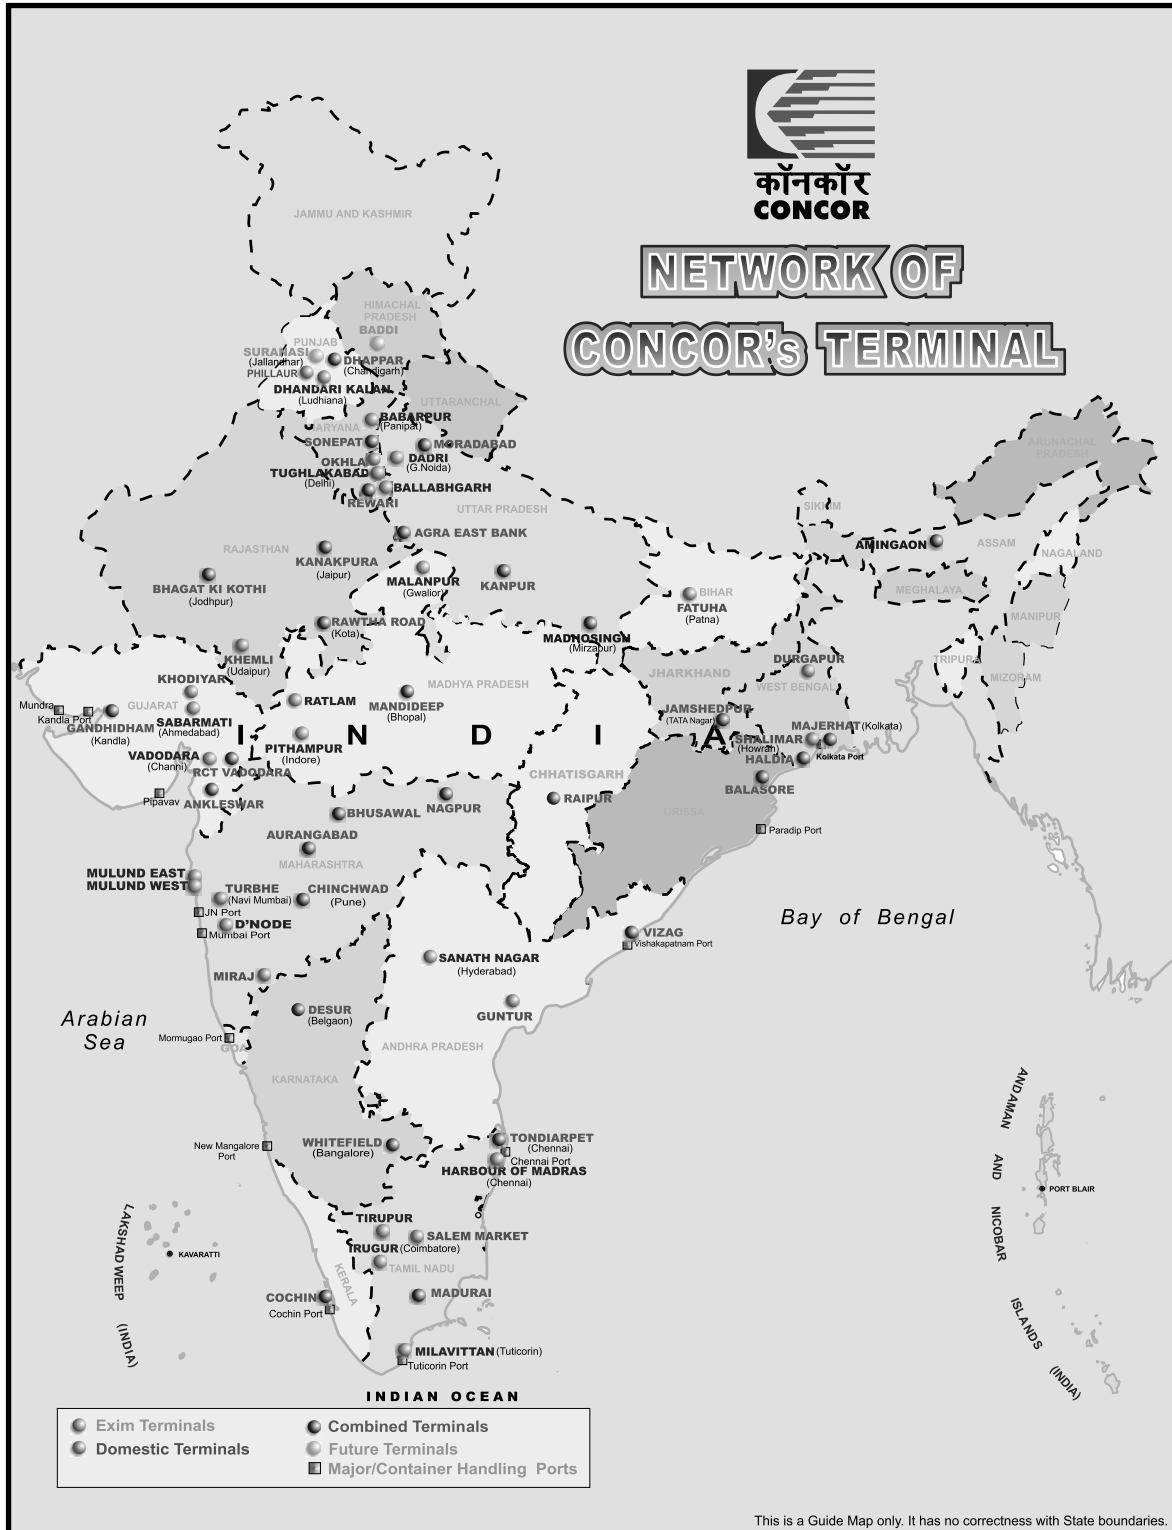 कॉनकॉर
CONCOR
NETWORK OF
CONCOR's TERMINAL
JAMMU AND KASHMIR
HIMACHAL
PRADESH
BADDI
PUNJAB
SURANASI
(Jallandhar)
DHAPPAR
(Chandigarh)
PHILLAUR
DHANDARI KALAN
(Ludhiana)
UTTARANCHAL
BABARPUR
(Panipat)
HARYANA
SONEPAT
MORADABAD
OKHLA
DADRI
(G.Noida)
TUGHLAKABAD
(Delhi)
BALLABHGARH
REWARI
UTTAR PRADESH
ARUNACHAL
PRADESH
SIKKIM
AGRA EAST BANK
AMINGAON
ASSAM
NAGALAND
RAJASTHAN
KANAKPURA
(Jaipur)
MALANPUR
(Gwalior)
KANPUR
BHAGAT KI KOTHI
(Jodhpur)
BIHAR
FATUHA
(Patna)
MEGHALAYA
MANIPUR
RAWTHA ROAD
(Kota)
MADHOSINGH
(Mirzapur)
KHEMLI
(Udaipur)
DURGAPUR
TRIPURA
MIZORAM
KHODIYAR
JHARKHAND
WEST BENGAL
MADHYA PRADESH
RATLAM
MANDIDEEP
(Bhopal)
Mundra
Kandla Port
GUJARAT
GANDHIDHAM
(Kandla)
SABARMATI
(Ahmedabad)
JAMSHEDPUR
(TATA Nagar)
MAJERHAT (Kolkata)
SHALIMAR
(Howrah)
I N D I A
PITHAMPUR
(Indore)
VADODARA
(Channi)
RCT VADODARA
HALDIA
Kolkata Port
CHHATISGARH
BALASORE
Pipavav
ANKLESWAR
BHUSAWAL
NAGPUR
RAIPUR
ORISSA
Paradip Port
AURANGABAD
MAHARASHTRA
MULUND EAST
MULUND WEST
TURBHE
(Navi Mumbai)
CHINCHWAD
(Pune)
JN Port
D'NODE
Mumbai Port
Bay of Bengal
VIZAG
Vishakapatnam Port
SANATH NAGAR
(Hyderabad)
MIRAJ
DESUR
(Belgaon)
GUNTUR
Arabian
Sea
Mormugao Port
GOA
ANDHRA PRADESH
KARNATAKA
New Mangalore
Port
WHITEFIELD
(Bangalore)
TONDIARPET
(Chennai)
Chennai Port
HARBOUR OF MADRAS
(Chennai)
ANDAMAN
AND
NICOBAR
ISLANDS
(INDIA)
PORT BLAIR
LAKSHADWEEP
(INDIA)
KAVARATTI
TIRUPUR
SALEM MARKET
IRUGUR (Coimbatore)
TAMIL NADU
KERALA
COCHIN
Cochin Port
MADURAI
MILAVITTAN (Tuticorin)
Tuticorin Port
INDIAN OCEAN
Exim Terminals
Combined Terminals
Domestic Terminals
Future Terminals
Major/Container Handling Ports
This is a Guide Map only. It has no correctness with State boundaries.